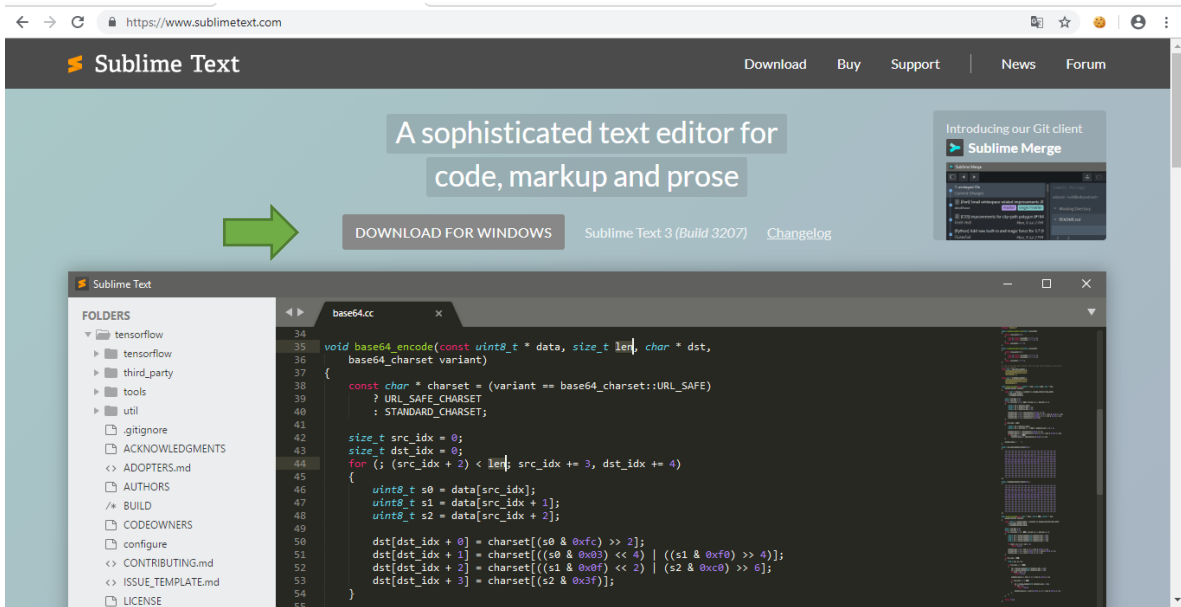 https://www.sublimetext.com
Sublime Text
Download Buy Support News Forum
A sophisticated text editor for
code, markup and prose
Introducing our Git client
Sublime Merge
DOWNLOAD FOR WINDOWS Sublime Text 3 (Build 3207) Changelog
Sublime Text
FOLDERS
tensorflow
tensorflow
third_party
tools
util
.gitignore
ACKNOWLEDGMENTS
<> ADOPTERS.md
AUTHORS
/* BUILD
CODEOWNERS
configure
<> CONTRIBUTING.md
<> ISSUE_TEMPLATE.md
LICENSE
base64.cc ×
34
35 void base64_encode(const uint8_t * data, size_t len, char * dst,
36 base64_charset variant)
37 {
38 const char * charset = (variant == base64_charset::URL_SAFE)
39 ? URL_SAFE_CHARSET
40 : STANDARD_CHARSET;
41
42 size_t src_idx = 0;
43 size_t dst_idx = 0;
44 for (; (src_idx + 2) < len; src_idx += 3, dst_idx += 4)
45 {
46 uint8_t s0 = data[src_idx];
47 uint8_t s1 = data[src_idx + 1];
48 uint8_t s2 = data[src_idx + 2];
49
50 dst[dst_idx + 0] = charset[(s0 & 0xfc) >> 2];
51 dst[dst_idx + 1] = charset[((s0 & 0x03) << 4) | ((s1 & 0xf0) >> 4)];
52 dst[dst_idx + 2] = charset[((s1 & 0x0f) << 2) | (s2 & 0xc0) >> 6];
53 dst[dst_idx + 3] = charset[(s2 & 0x3f)];
54 }
55